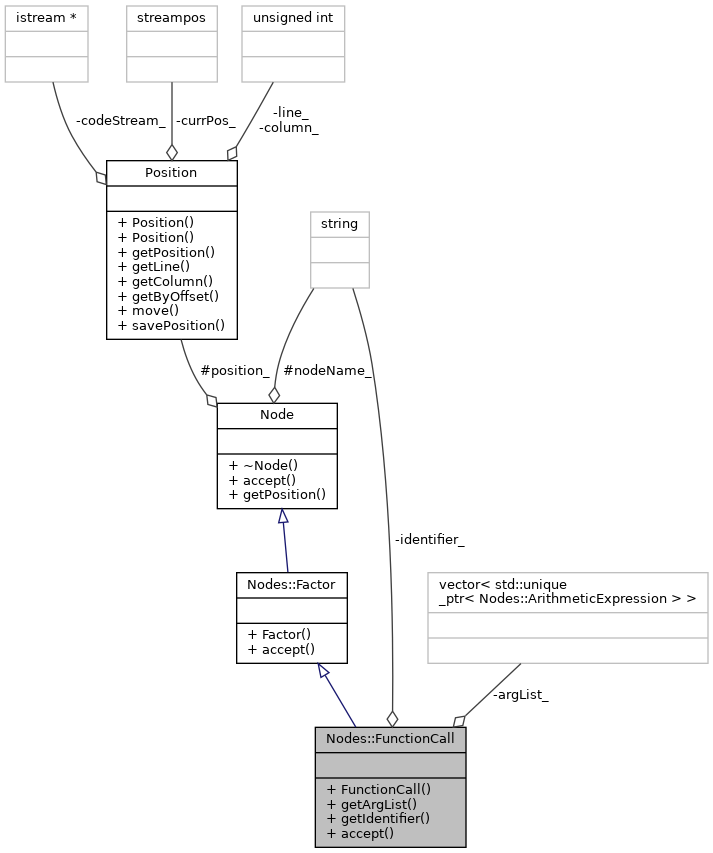 istream *
streampos
unsigned int
-codeStream_
-currPos_
-line_
-column_
Position
+ Position()
+ Position()
+ getPosition()
+ getLine()
+ getColumn()
+ getByOffset()
+ move()
+ savePosition()
string
#position_
#nodeName_
Node
+ ~Node()
+ accept()
+ getPosition()
-identifier_
Nodes::Factor
+ Factor()
+ accept()
vector< std::unique
_ptr< Nodes::ArithmeticExpression > >
-argList_
Nodes::FunctionCall
+ FunctionCall()
+ getArgList()
+ getIdentifier()
+ accept()